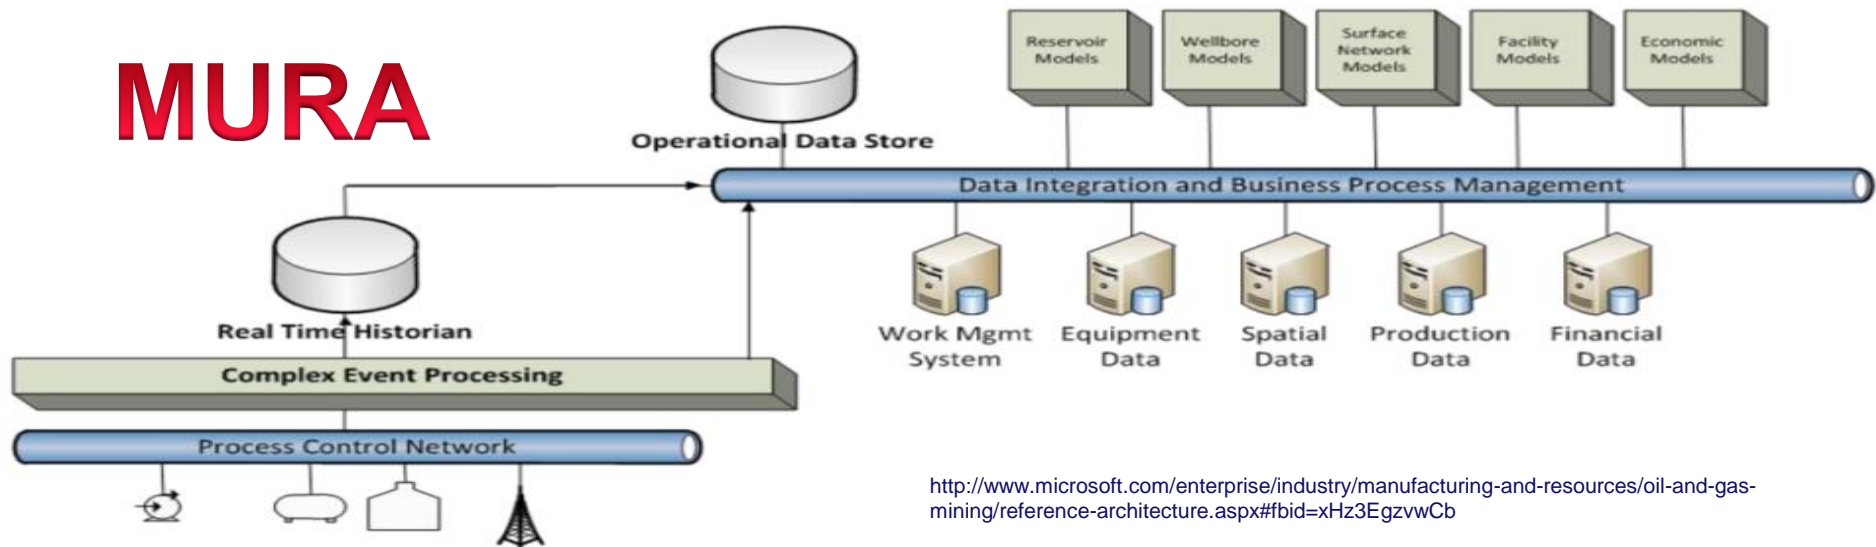 MURA
Operational Data Store
Reservoir
Models
Wellbore
Models
Surface
Network
Models
Facility
Models
Economic
Models
Data Integration and Business Process Management
Real Time Historian
Work Mgmt
System
Equipment
Data
Spatial
Data
Production
Data
Financial
Data
Complex Event Processing
Process Control Network
http://www.microsoft.com/enterprise/industry/manufacturing-and-resources/oil-and-gas-
mining/reference-architecture.aspx#fbid=xHz3EgzvwCb